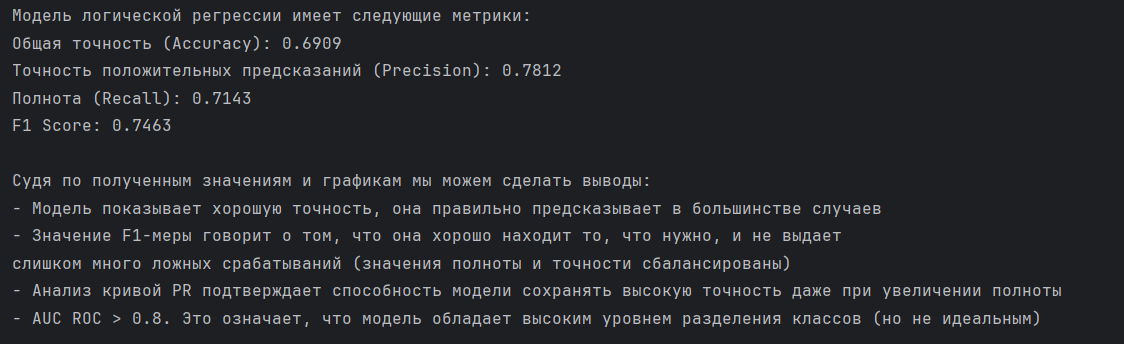 Модель логической регрессии имеет следующие метрики:
Общая точность (Accuracy): 0.6909
Точность положительных предсказаний (Precision): 0.7812
Полнота (Recall): 0.7143
F1 Score: 0.7463
Судя по полученным значениям и графикам мы можем сделать выводы:
- Модель показывает хорошую точность, она правильно предсказывает в большинстве случаев
- Значение F1-меры говорит о том, что она хорошо находит то, что нужно, и не выдает
слишком много ложных срабатываний (значения полноты и точности сбалансированы)
- Анализ кривой PR подтверждает способность модели сохранять высокую точность даже при увеличении полноты
- AUC ROC > 0.8. Это означает, что модель обладает высоким уровнем разделения классов (но не идеальным)